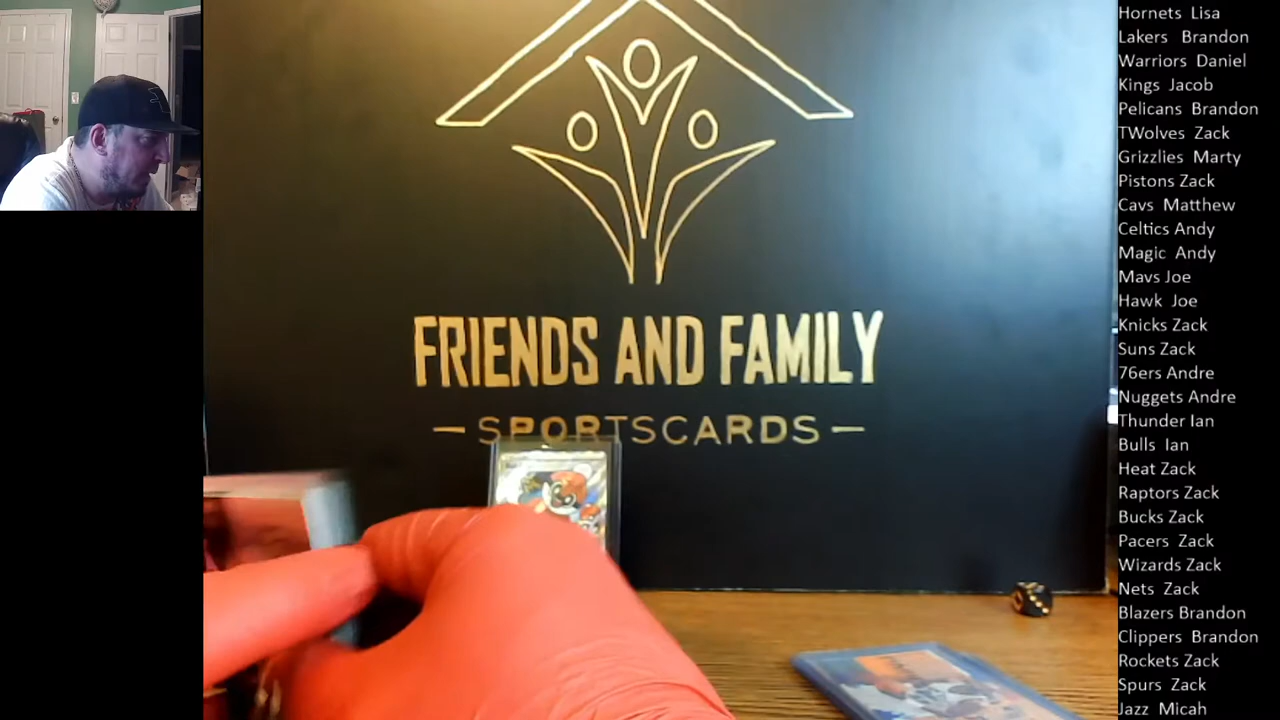 FRIENDS AND FAMILY
SPORTSCARDS
Hornets Lisa
Lakers Brandon
Warriors Daniel
Kings Jacob
Pelicans Brandon
TWolves Zack
Grizzlies Marty
Pistons Zack
Cavs Matthew
Celtics Andy
Magic Andy
Mavs Joe
Hawk Joe
Knicks Zack
Suns Zack
76ers Andre
Nuggets Andre
Thunder Ian
Bulls Ian
Heat Zack
Raptors Zack
Bucks Zack
Pacers Zack
Wizards Zack
Nets Zack
Blazers Brandon
Clippers Brandon
Rockets Zack
Spurs Zack
Jazz Micah